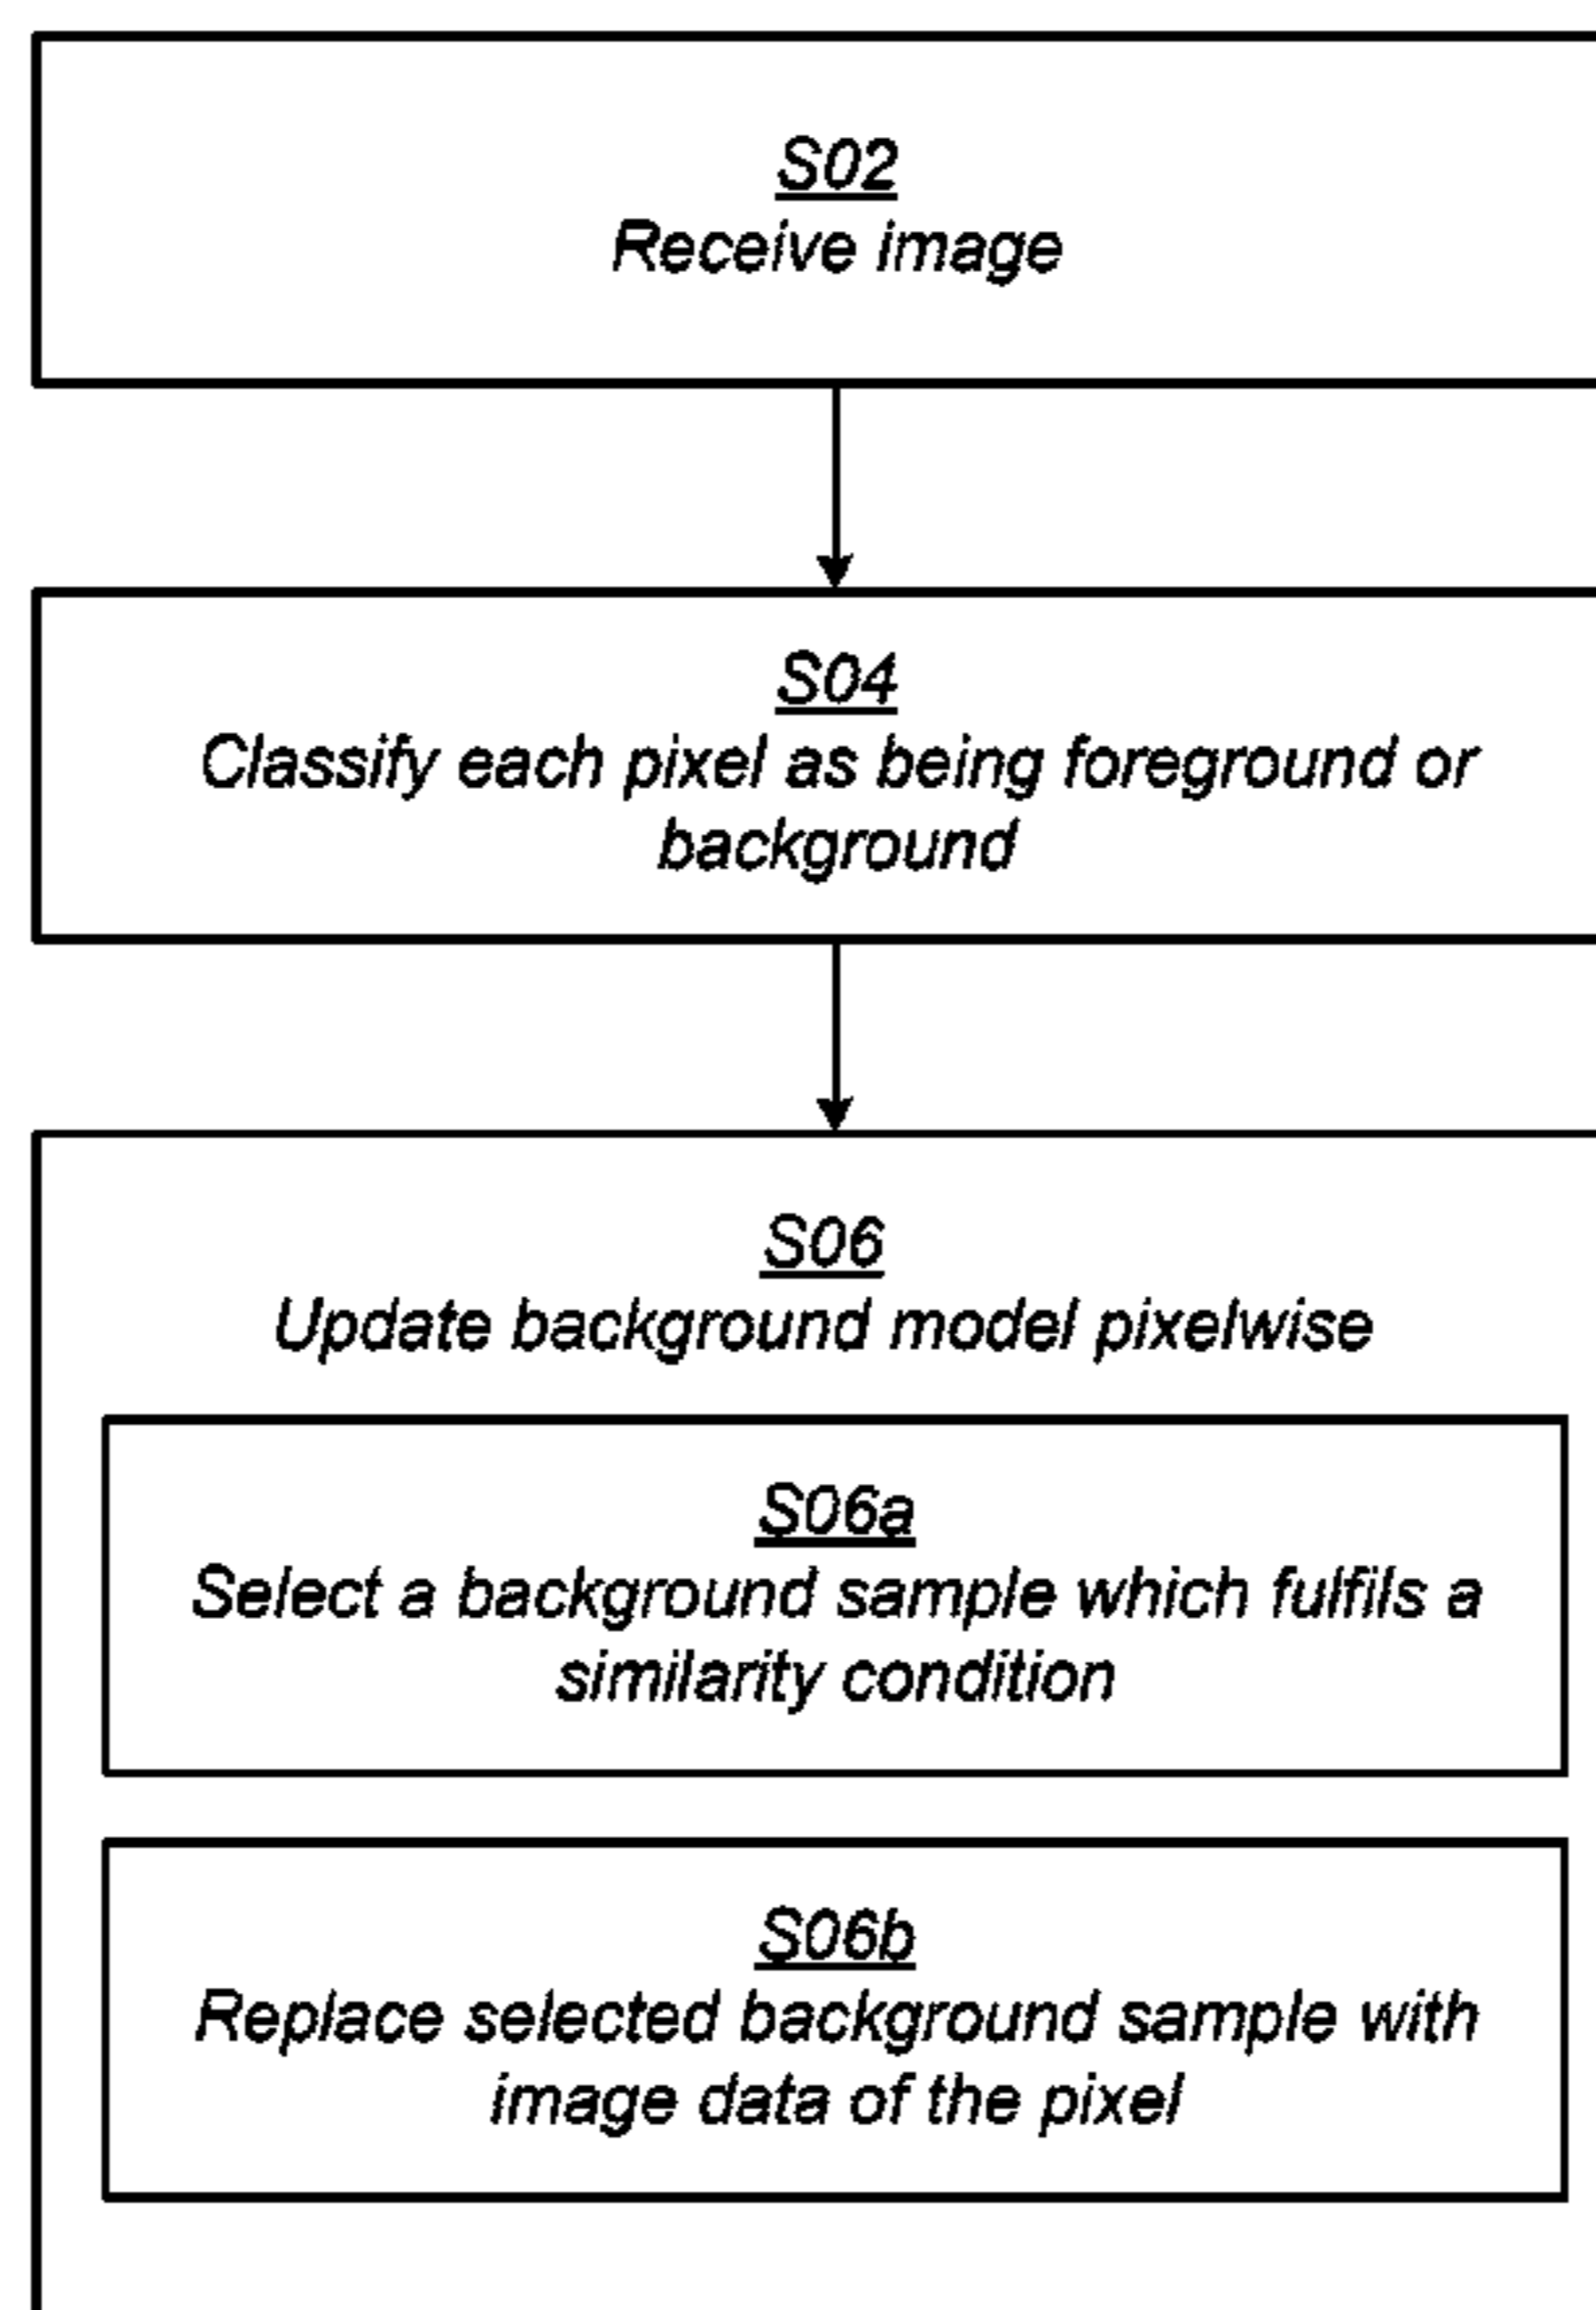 S02
Receive image
S04
Classify each pixel as being foreground or
background
S06
Update background model pixelwise
S06a
Select a background sample which fulfils a
similarity condition
S06b
Replace selected background sample with
image data of the pixel